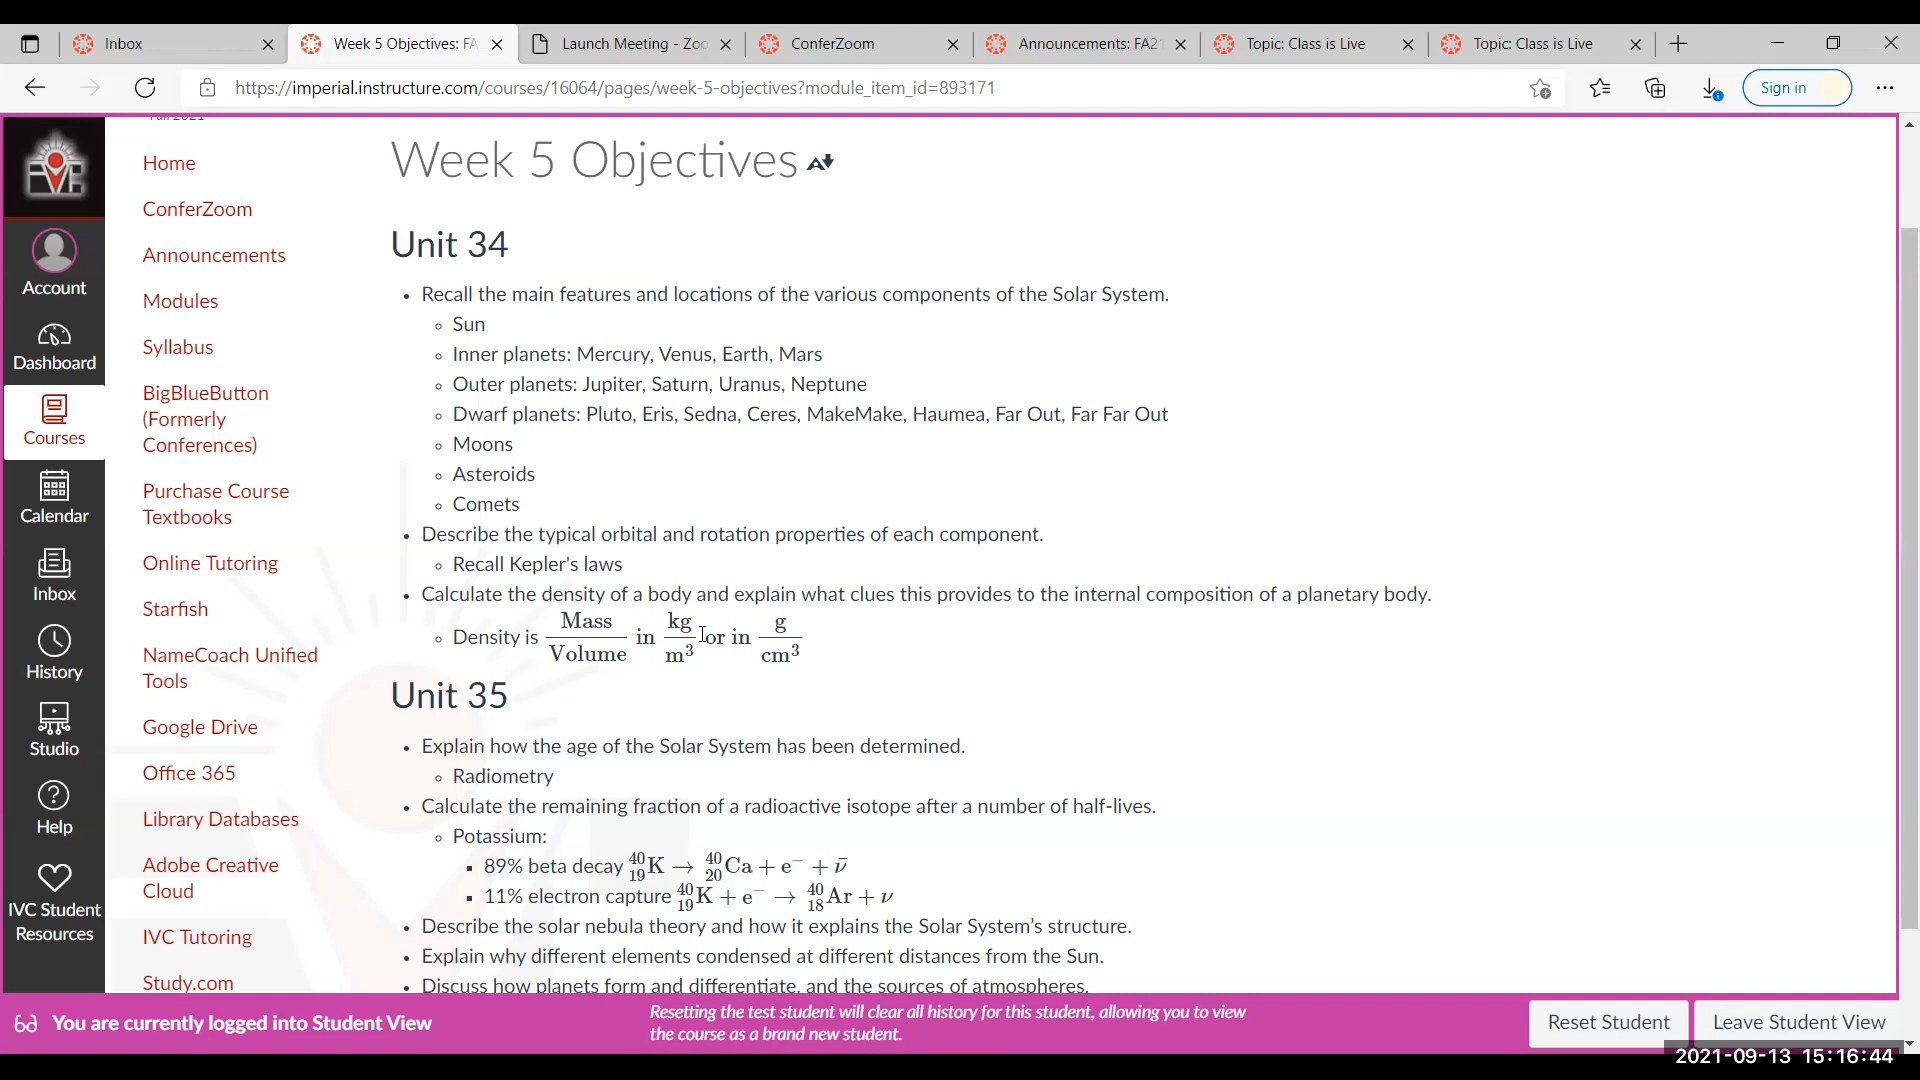 Inbox
Week 5 Objectives: FA
Launch Meeting - Zoo
ConferZoom
Announcements: FA21
Topic: Class is Live
Topic: Class is Live
https://imperial.instructure.com/courses/16064/pages/week-5-objectives?module_item_id=893171
Sign in
Fall 2021
IVC
Account
Dashboard
Courses
Calendar
Inbox
History
Studio
Help
IVC Student
Resources
Home
ConferZoom
Announcements
Modules
Syllabus
BigBlueButton
(Formerly
Conferences)
Purchase Course
Textbooks
Online Tutoring
Starfish
NameCoach Unified
Tools
Google Drive
Office 365
Library Databases
Adobe Creative
Cloud
IVC Tutoring
Study.com
Week 5 Objectives
Unit 34
• Recall the main features and locations of the various components of the Solar System.
◦ Sun
◦ Inner planets: Mercury, Venus, Earth, Mars
◦ Outer planets: Jupiter, Saturn, Uranus, Neptune
◦ Dwarf planets: Pluto, Eris, Sedna, Ceres, MakeMake, Haumea, Far Out, Far Far Out
◦ Moons
◦ Asteroids
◦ Comets
• Describe the typical orbital and rotation properties of each component.
◦ Recall Kepler's laws
• Calculate the density of a body and explain what clues this provides to the internal composition of a planetary body.
◦ Density is Mass/Volume in kg/m³ or in g/cm³
Unit 35
• Explain how the age of the Solar System has been determined.
◦ Radiometry
• Calculate the remaining fraction of a radioactive isotope after a number of half-lives.
◦ Potassium:
▪ 89% beta decay ⁴⁰₁₉K → ⁴⁰₂₀Ca + e⁻ + ν̄
▪ 11% electron capture ⁴⁰₁₉K + e⁻ → ⁴⁰₁₈Ar + ν
• Describe the solar nebula theory and how it explains the Solar System’s structure.
• Explain why different elements condensed at different distances from the Sun.
• Discuss how planets form and differentiate, and the sources of atmospheres.
You are currently logged into Student View
Resetting the test student will clear all history for this student, allowing you to view
the course as a brand new student.
Reset Student
Leave Student View
2021-09-13 15:16:44